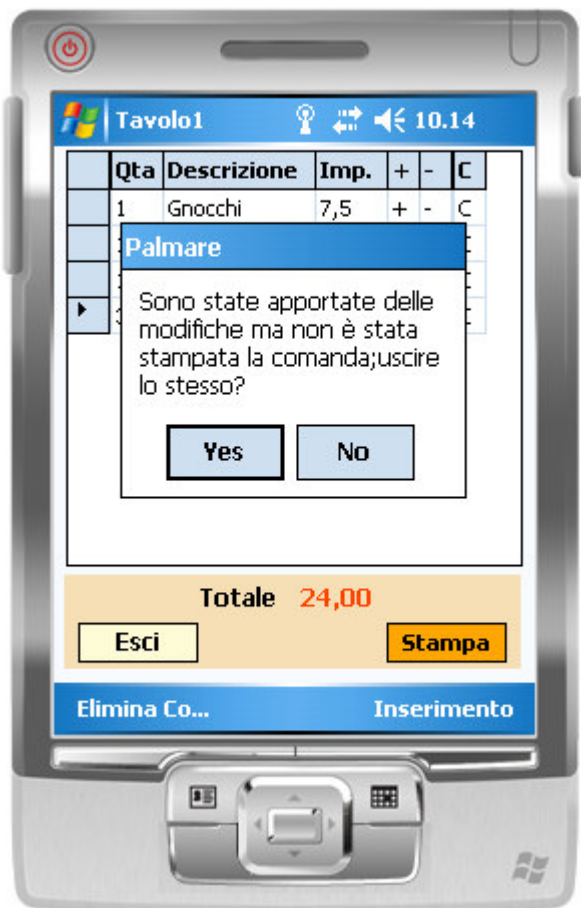 Tavolo1 10.14
Qta Descrizione Imp. + - C
1 Gnocchi 7,5 + - C
Palmare
Sono state apportate delle
modifiche ma non è stata
stampata la comanda;uscire
lo stesso?
Yes No
Totale 24,00
Esci Stampa
Elimina Co... Inserimento